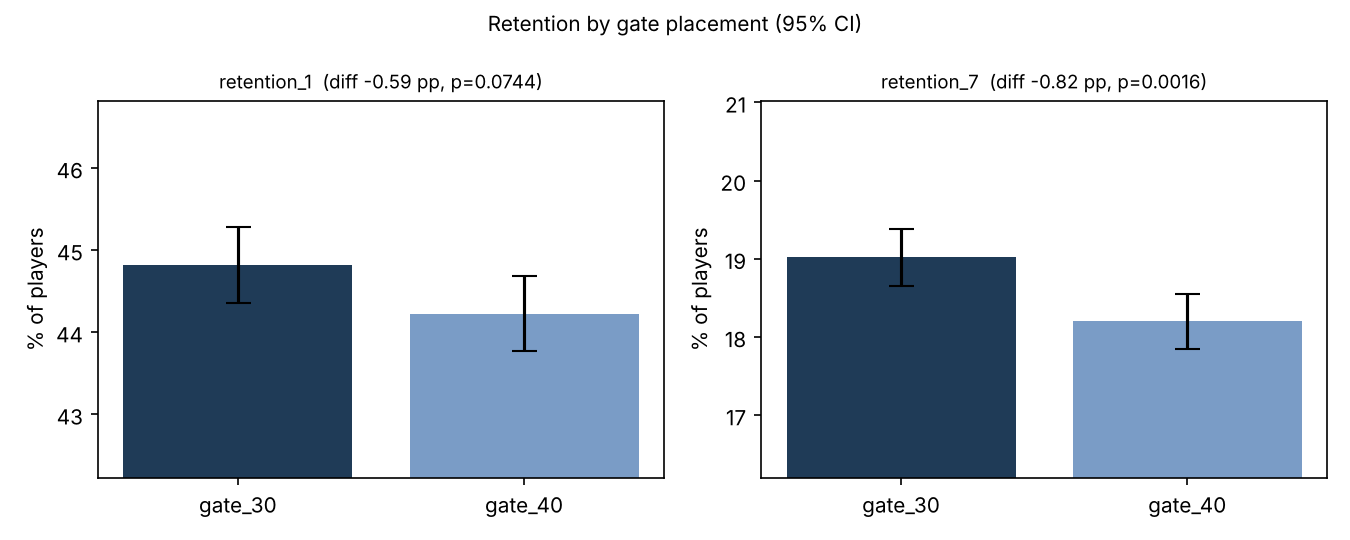 Retention by gate placement (95% CI)
retention_1 (diff -0.59 pp, p=0.0744)
% of players
46
45
44
43
gate_30
gate_40
retention_7 (diff -0.82 pp, p=0.0016)
% of players
21
20
19
18
17
gate_30
gate_40